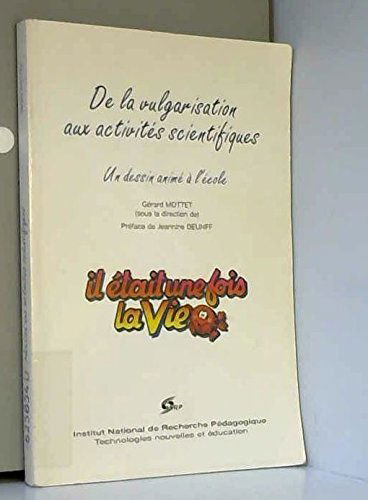 De la vulgarisation
aux activités scientifiques
Un dessin animé à l'école
Gérard MOTTET
(sous la direction de)
Préface de Jeannine DEUNFF
il était une fois
la Vie
Institut National de Recherche Pédagogique
Technologies nouvelles et éducation